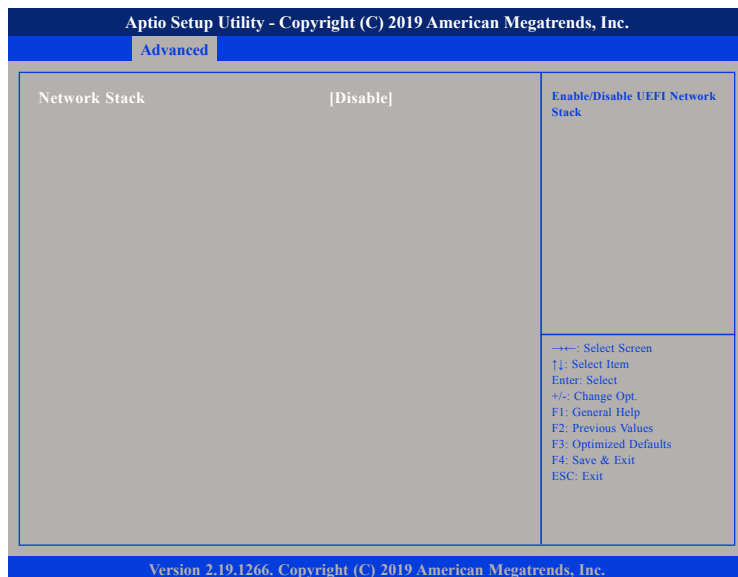 Aptio Setup Utility - Copyright (C) 2019 American Megatrends, Inc.
Advanced
Network Stack [Disable]
Enable/Disable UEFI Network
Stack
→←: Select Screen
↑↓: Select Item
Enter: Select
+/-: Change Opt.
F1: General Help
F2: Previous Values
F3: Optimized Defaults
F4: Save & Exit
ESC: Exit
Version 2.19.1266. Copyright (C) 2019 American Megatrends, Inc.